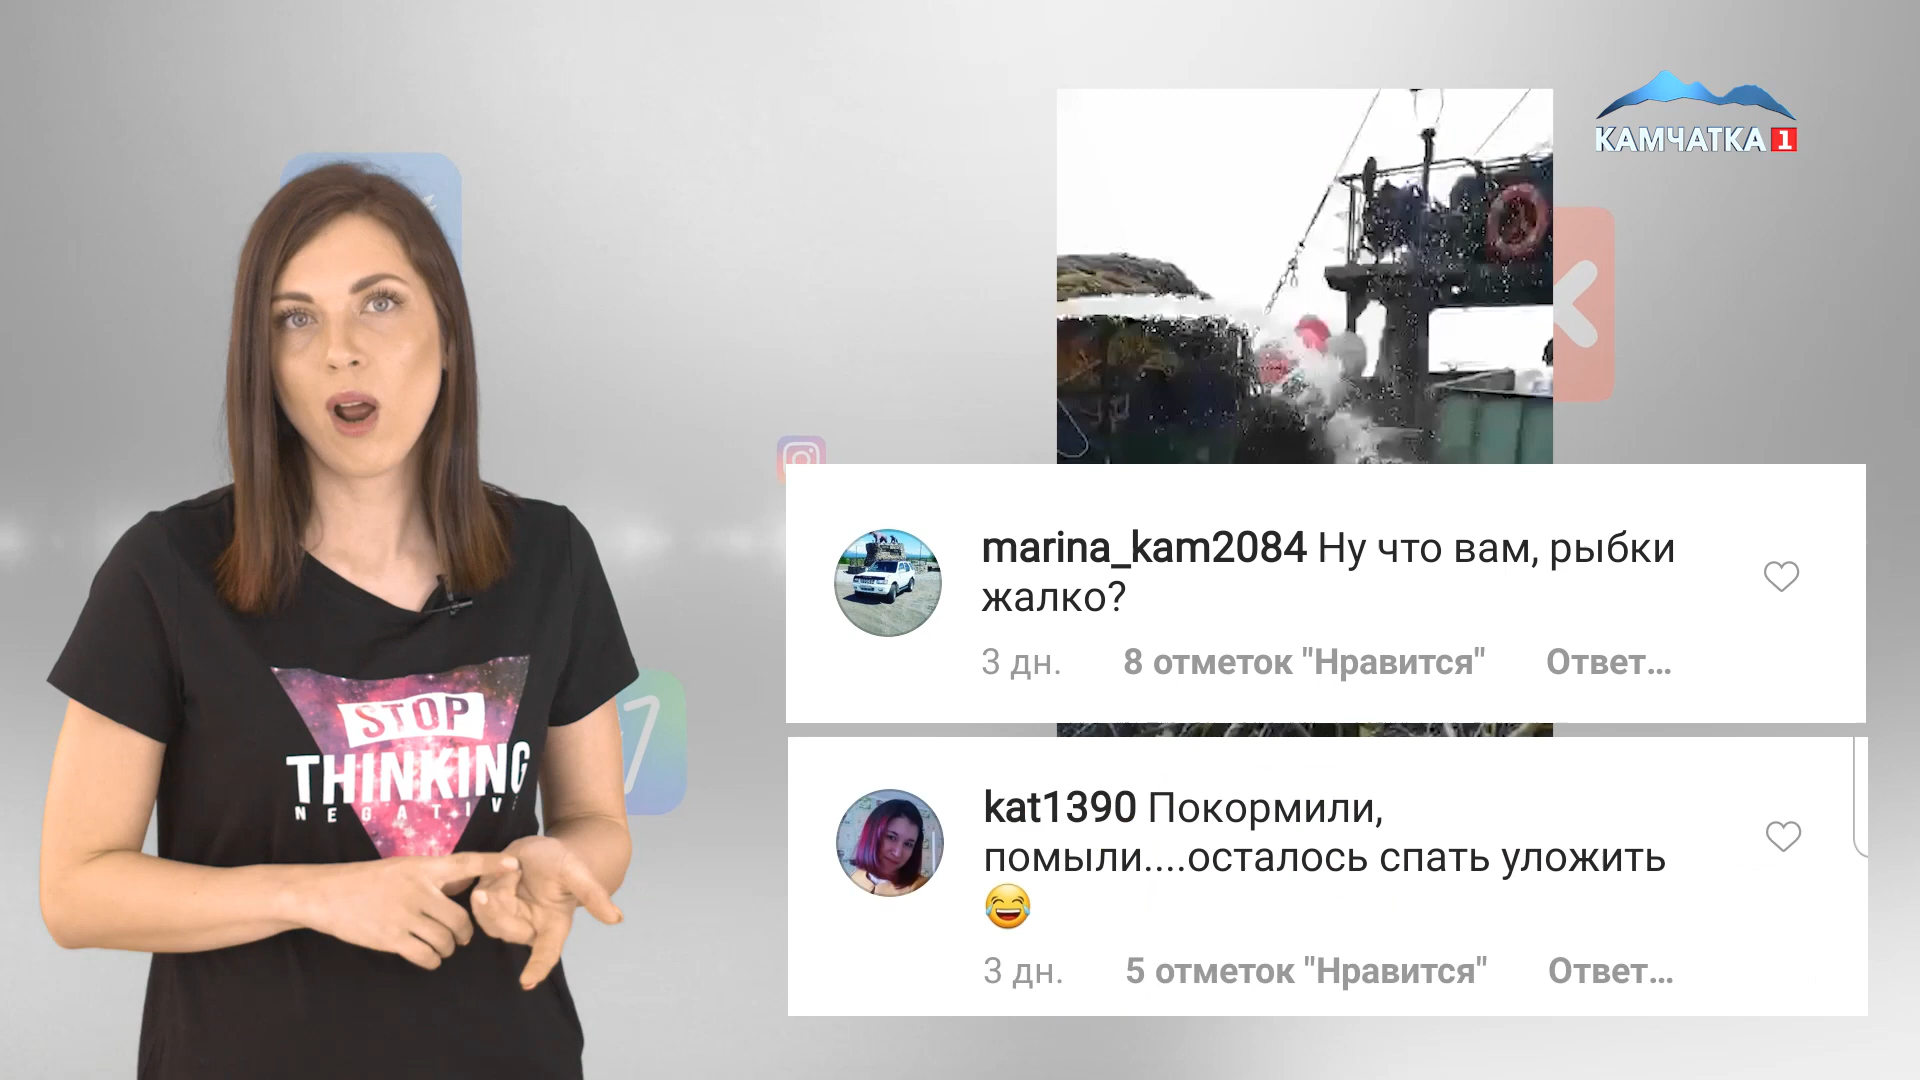 КАМЧАТКА 1
marina_kam2084 Ну что вам, рыбки
жалко?
3 дн. 8 отметок "Нравится" Ответ...
STOP
THINKING
NEGATIV
kat1390 Покормили,
помыли....осталось спать уложить
😂
3 дн. 5 отметок "Нравится" Ответ...